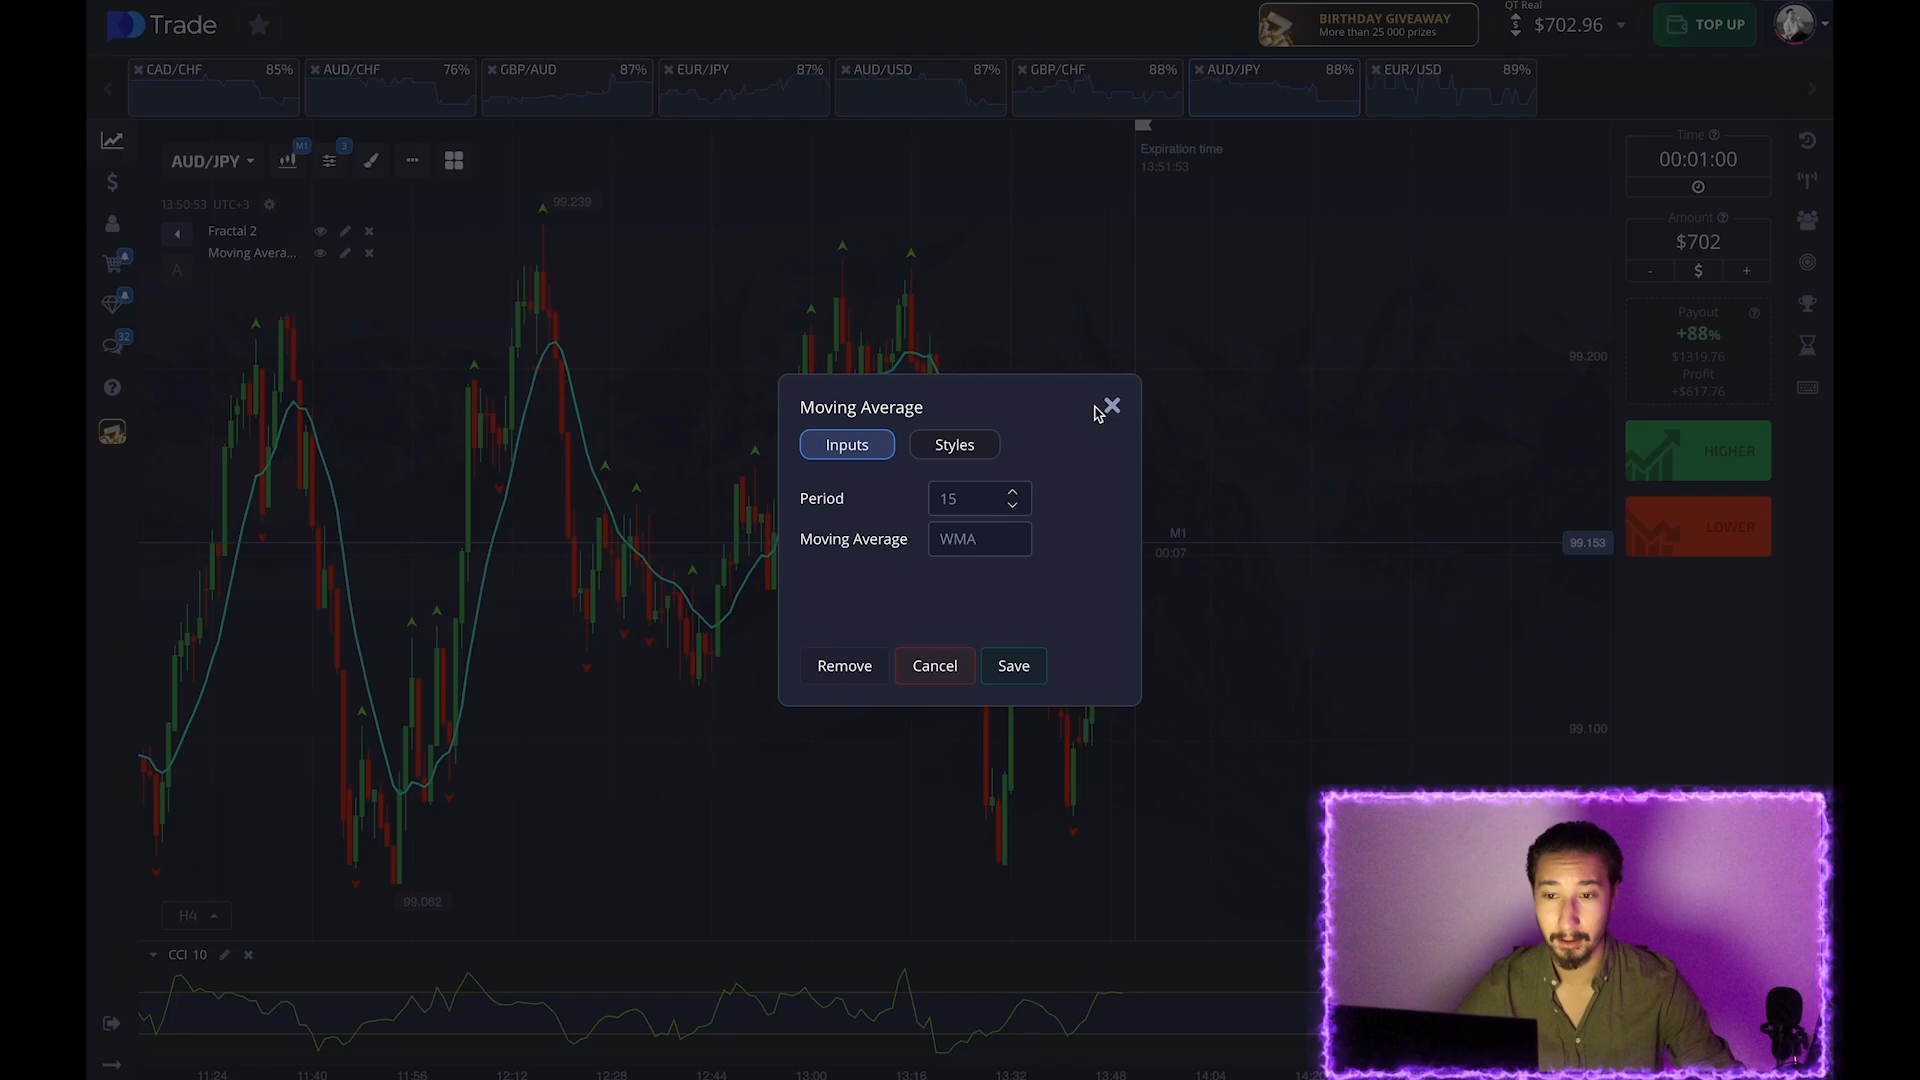 Trade
BIRTHDAY GIVEAWAY
More than 25 000 prizes
QT Real
$702.96
TOP UP
CAD/CHF 85%
AUD/CHF 76%
GBP/AUD 87%
EUR/JPY 87%
AUD/USD 87%
GBP/CHF 88%
AUD/JPY 88%
EUR/USD 89%
AUD/JPY
M1
3
13:50:53 UTC+3
Fractal 2
Moving Avera...
A
99.239
Expiration time
13:51:53
Time
00:01:00
Amount
$702
- $ +
Payout
+88%
$1319.76
Profit
+$617.76
HIGHER
LOWER
32
Moving Average
Inputs Styles
Period 15
Moving Average WMA
Remove Cancel Save
M1
00:07
99.200
99.153
99.100
99.062
H4
CCI 10
11:24 11:40 11:56 12:12 12:28 12:44 13:00 13:16 13:32 13:48 14:04